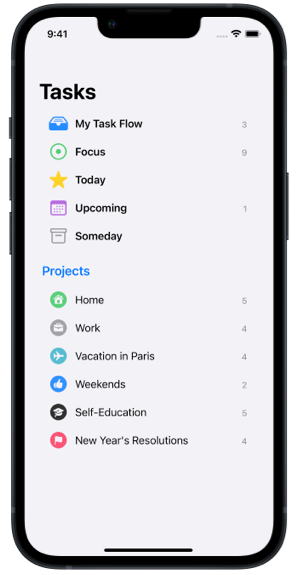 9:41
Tasks
My Task Flow 3
Focus 9
Today
Upcoming 1
Someday
Projects
Home 5
Work 4
Vacation in Paris 4
Weekends 2
Self-Education 5
New Year's Resolutions 4